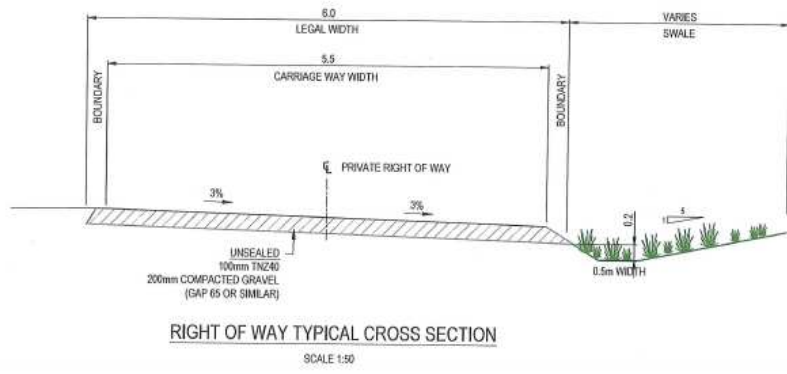 6.0
LEGAL WIDTH
VARIES
SWALE
5.5
CARRIAGE WAY WIDTH
BOUNDARY
BOUNDARY
℄ PRIVATE RIGHT OF WAY
3%
3%
0.2
1
5
UNSEALED
100mm TNZ40
200mm COMPACTED GRAVEL
(GAP 65 OR SIMILAR)
0.5m WIDTH
RIGHT OF WAY TYPICAL CROSS SECTION
SCALE 1:50